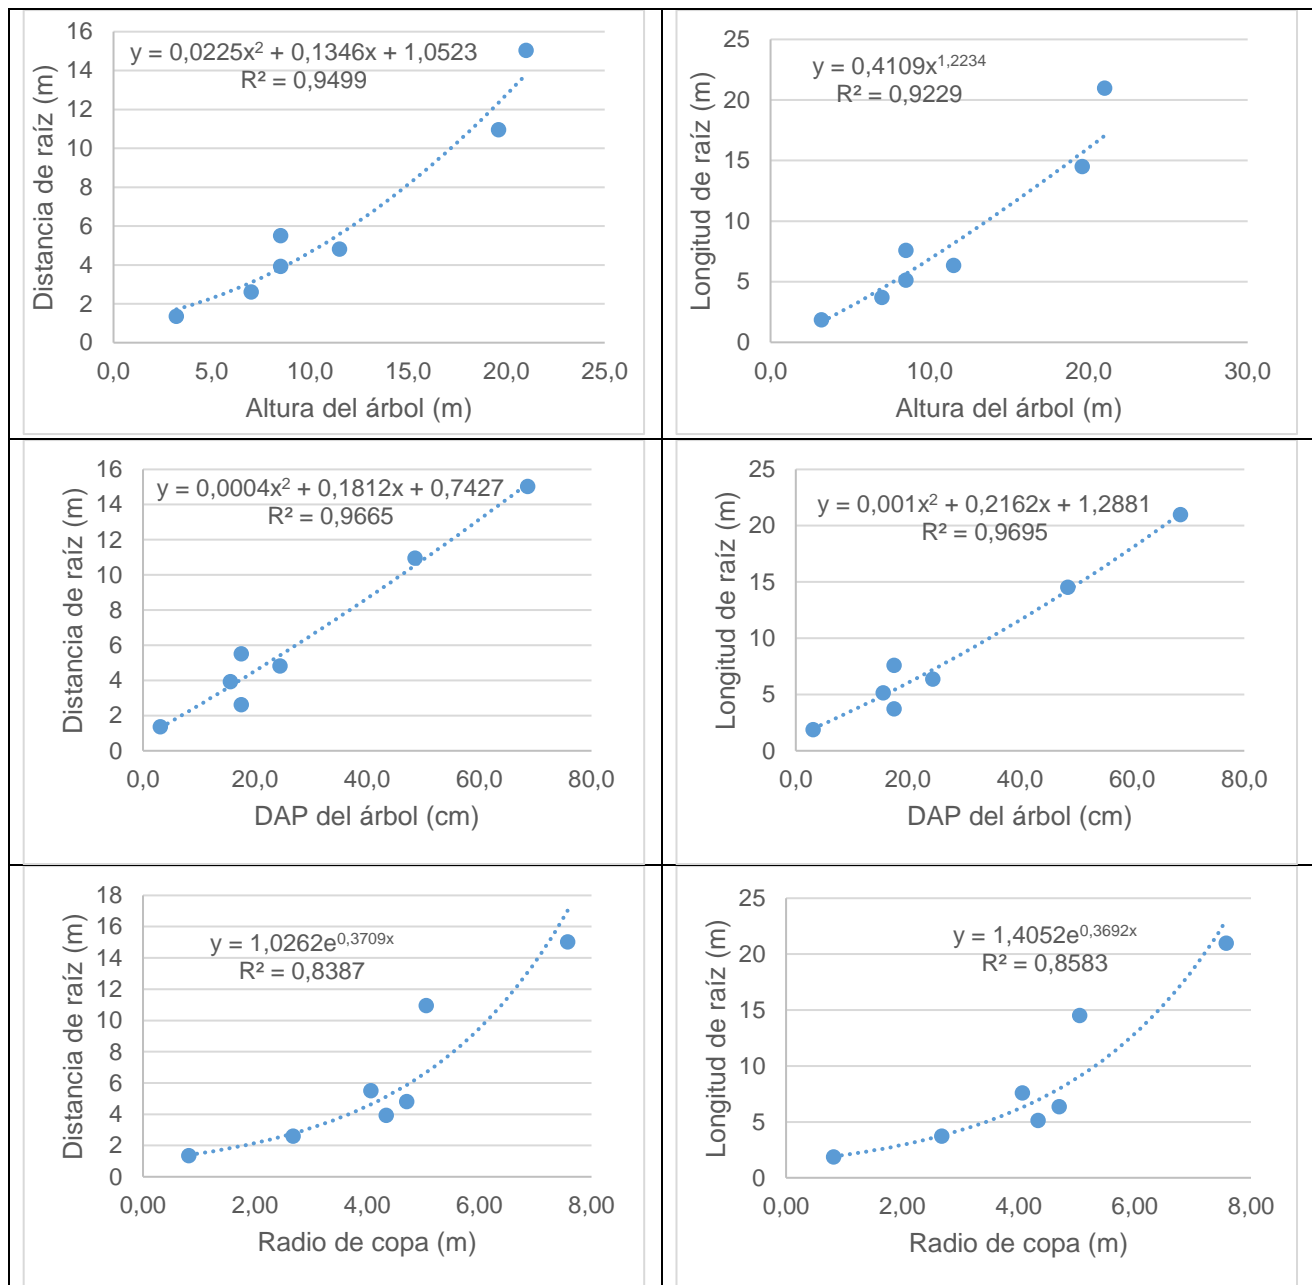 y = 0,0225x² + 0,1346x + 1,0523
R² = 0,9499
Distancia de raíz (m)
16
14
12
10
8
6
4
2
0
0,0 5,0 10,0 15,0 20,0 25,0
Altura del árbol (m)
y = 0,4109x^1,2234
R² = 0,9229
Longitud de raíz (m)
25
20
15
10
5
0
0,0 10,0 20,0 30,0
Altura del árbol (m)
y = 0,0004x² + 0,1812x + 0,7427
R² = 0,9665
Distancia de raíz (m)
16
14
12
10
8
6
4
2
0
0,0 20,0 40,0 60,0 80,0
DAP del árbol (cm)
y = 0,001x² + 0,2162x + 1,2881
R² = 0,9695
Longitud de raíz (m)
25
20
15
10
5
0
0,0 20,0 40,0 60,0 80,0
DAP del árbol (cm)
y = 1,0262e^0,3709x
R² = 0,8387
Distancia de raíz (m)
18
16
14
12
10
8
6
4
2
0
0,00 2,00 4,00 6,00 8,00
Radio de copa (m)
y = 1,4052e^0,3692x
R² = 0,8583
Longitud de raíz (m)
25
20
15
10
5
0
0,00 2,00 4,00 6,00 8,00
Radio de copa (m)